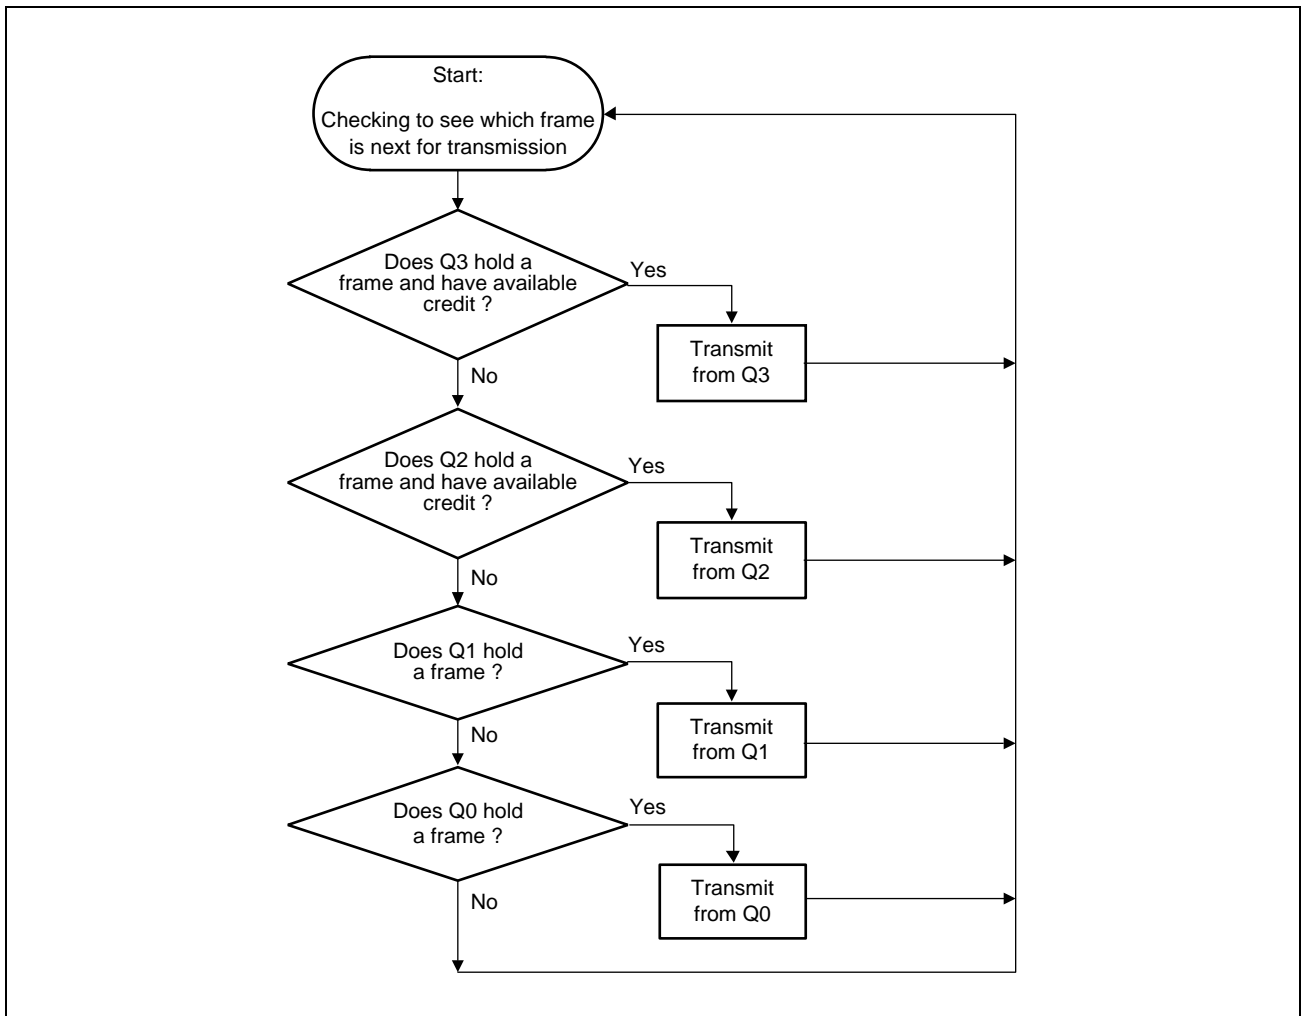 Start:
Checking to see which frame
is next for transmission
Does Q3 hold a
frame and have available
credit ?
Yes
Transmit
from Q3
No
Does Q2 hold a
frame and have available
credit ?
Yes
Transmit
from Q2
No
Does Q1 hold
a frame ?
Yes
Transmit
from Q1
No
Does Q0 hold
a frame ?
Yes
Transmit
from Q0
No